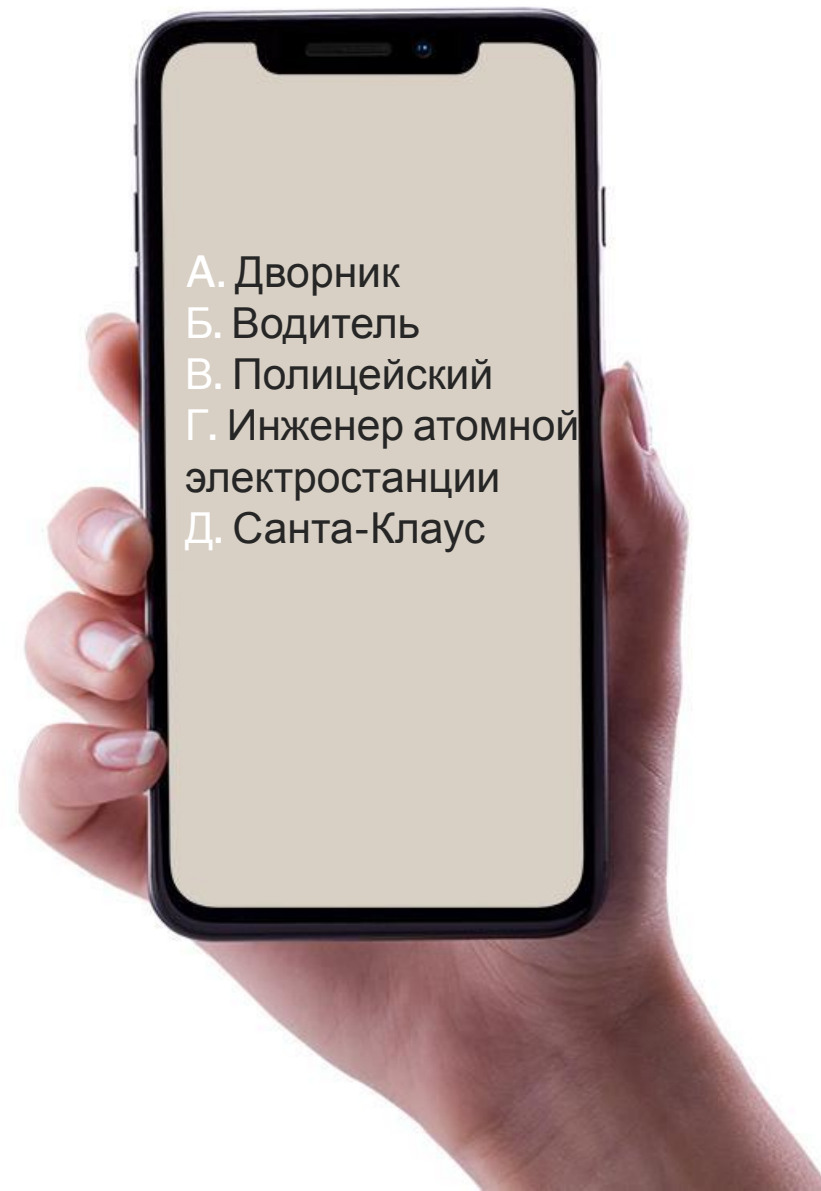 А. Дворник
Б. Водитель
В. Полицейский
Г. Инженер атомной
электростанции
Д. Санта-Клаус